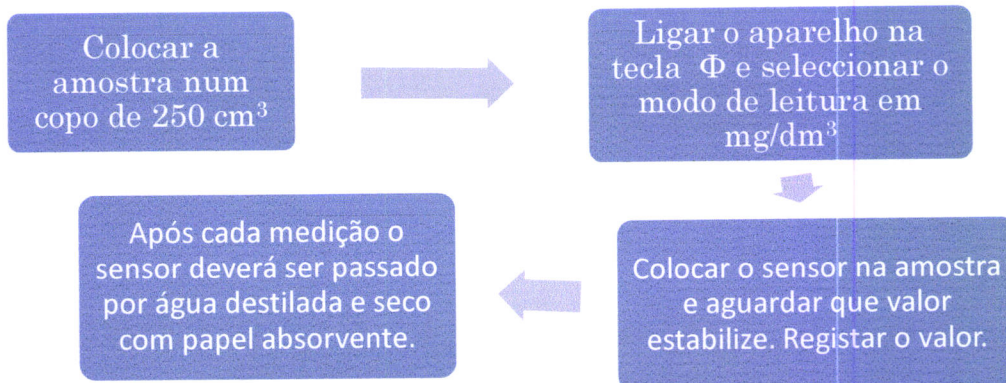 Colocar a
amostra num
copo de 250 cm³
Ligar o aparelho na
tecla Φ e seleccionar o
modo de leitura em
mg/dm³
Colocar o sensor na amostra
e aguardar que valor
estabilize. Registar o valor.
Após cada medição o
sensor deverá ser passado
por água destilada e seco
com papel absorvente.